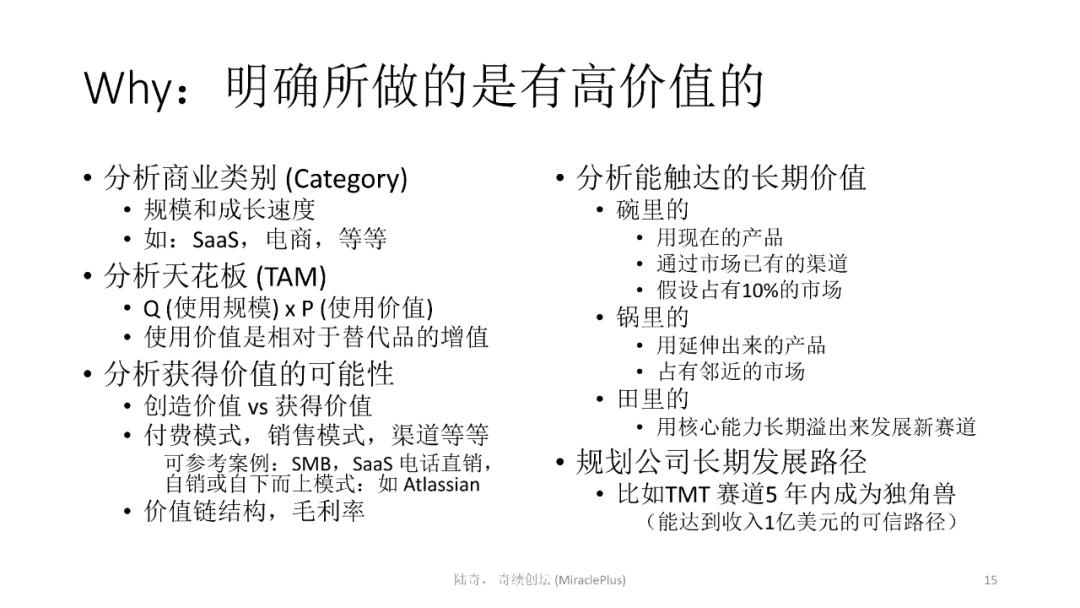 Why：明确所做的是有高价值的
• 分析商业类别 (Category)
• 规模和成长速度
• 如：SaaS，电商，等等
• 分析天花板 (TAM)
• Q (使用规模) x P (使用价值)
• 使用价值是相对于替代品的增值
• 分析获得价值的可能性
• 创造价值 vs 获得价值
• 付费模式，销售模式，渠道等等
可参考案例：SMB，SaaS 电话直销，
自销或自下而上模式：如 Atlassian
• 价值链结构，毛利率
• 分析能触达的长期价值
• 碗里的
• 用现在的产品
• 通过市场已有的渠道
• 假设占有10%的市场
• 锅里的
• 用延伸出来的产品
• 占有邻近的市场
• 田里的
• 用核心能力长期溢出来发展新赛道
• 规划公司长期发展路径
• 比如TMT 赛道5 年内成为独角兽
（能达到收入1亿美元的可信路径）
陆奇， 奇绩创坛 (MiraclePlus)
15